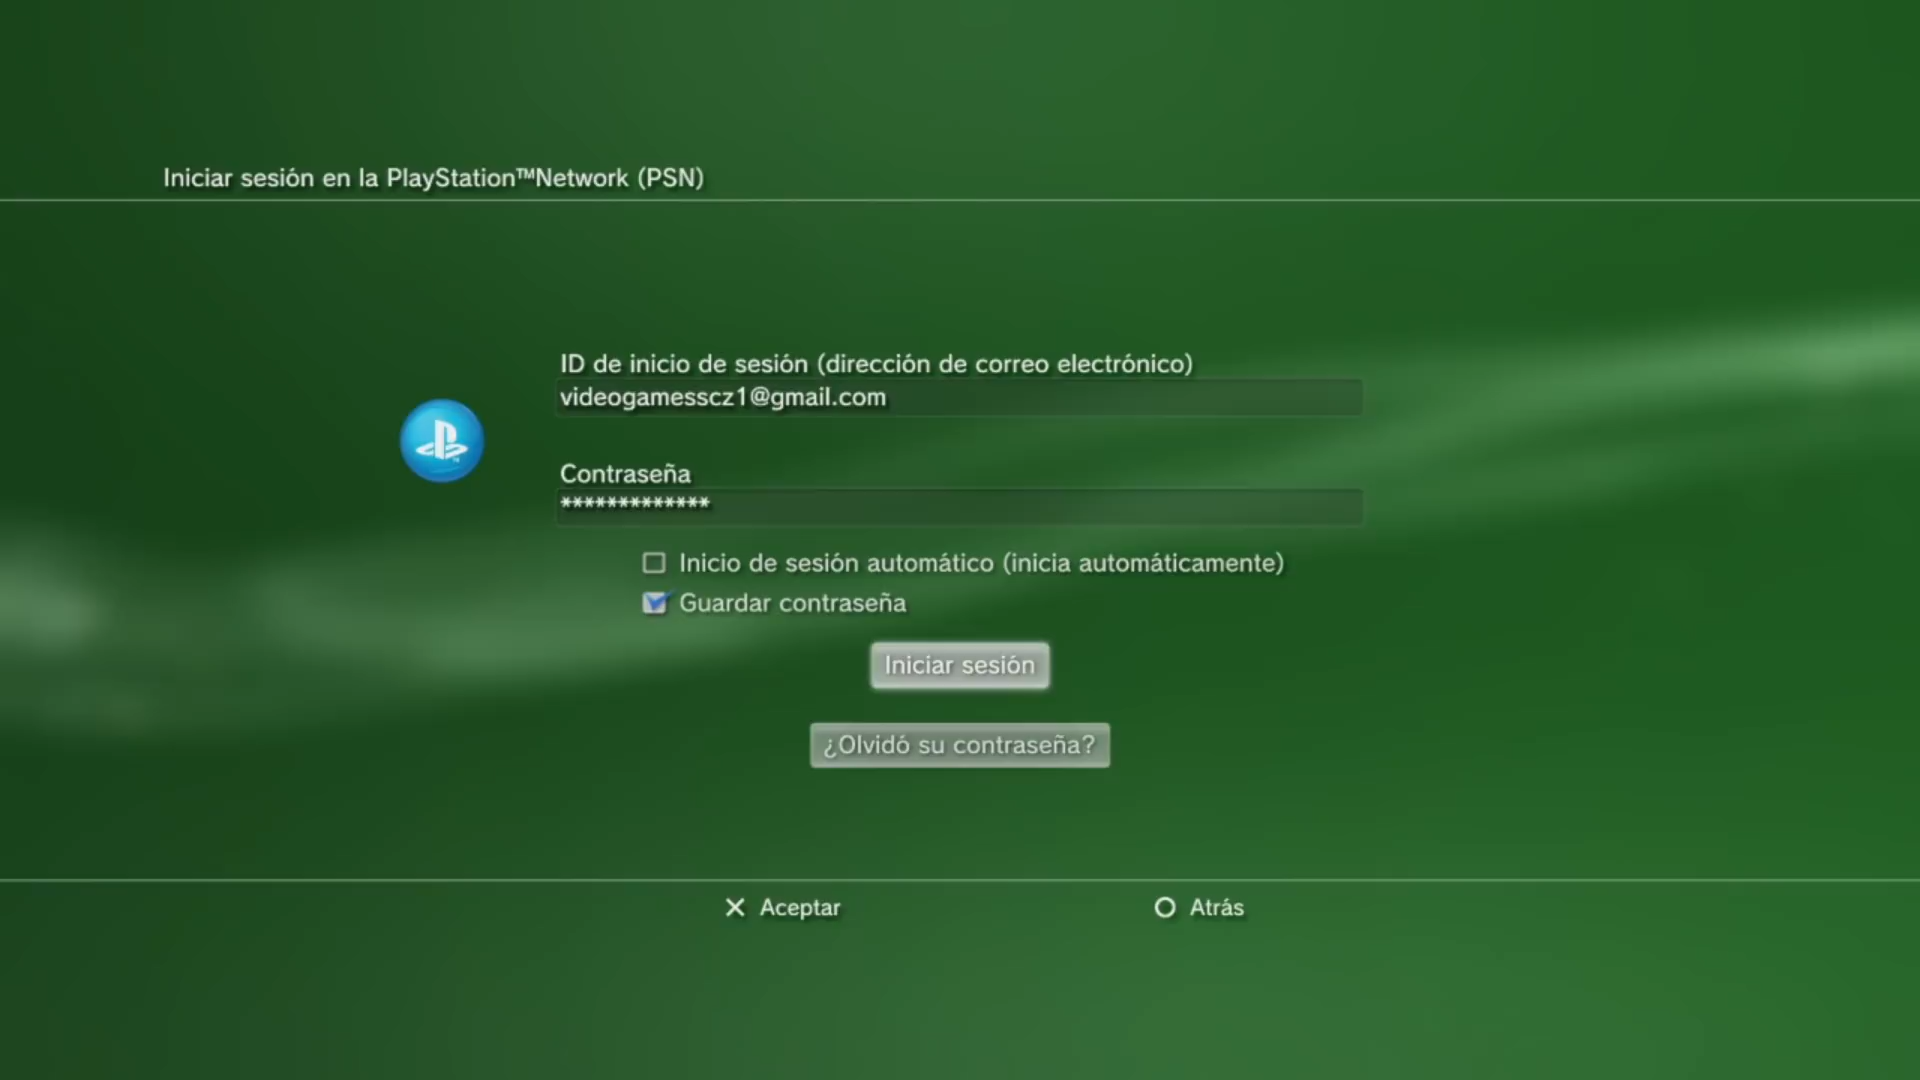 Iniciar sesión en la PlayStation™Network (PSN)
ID de inicio de sesión (dirección de correo electrónico)
videogamesscz1@gmail.com
Contraseña
*************
Inicio de sesión automático (inicia automáticamente)
Guardar contraseña
Iniciar sesión
¿Olvidó su contraseña?
Aceptar
Atrás